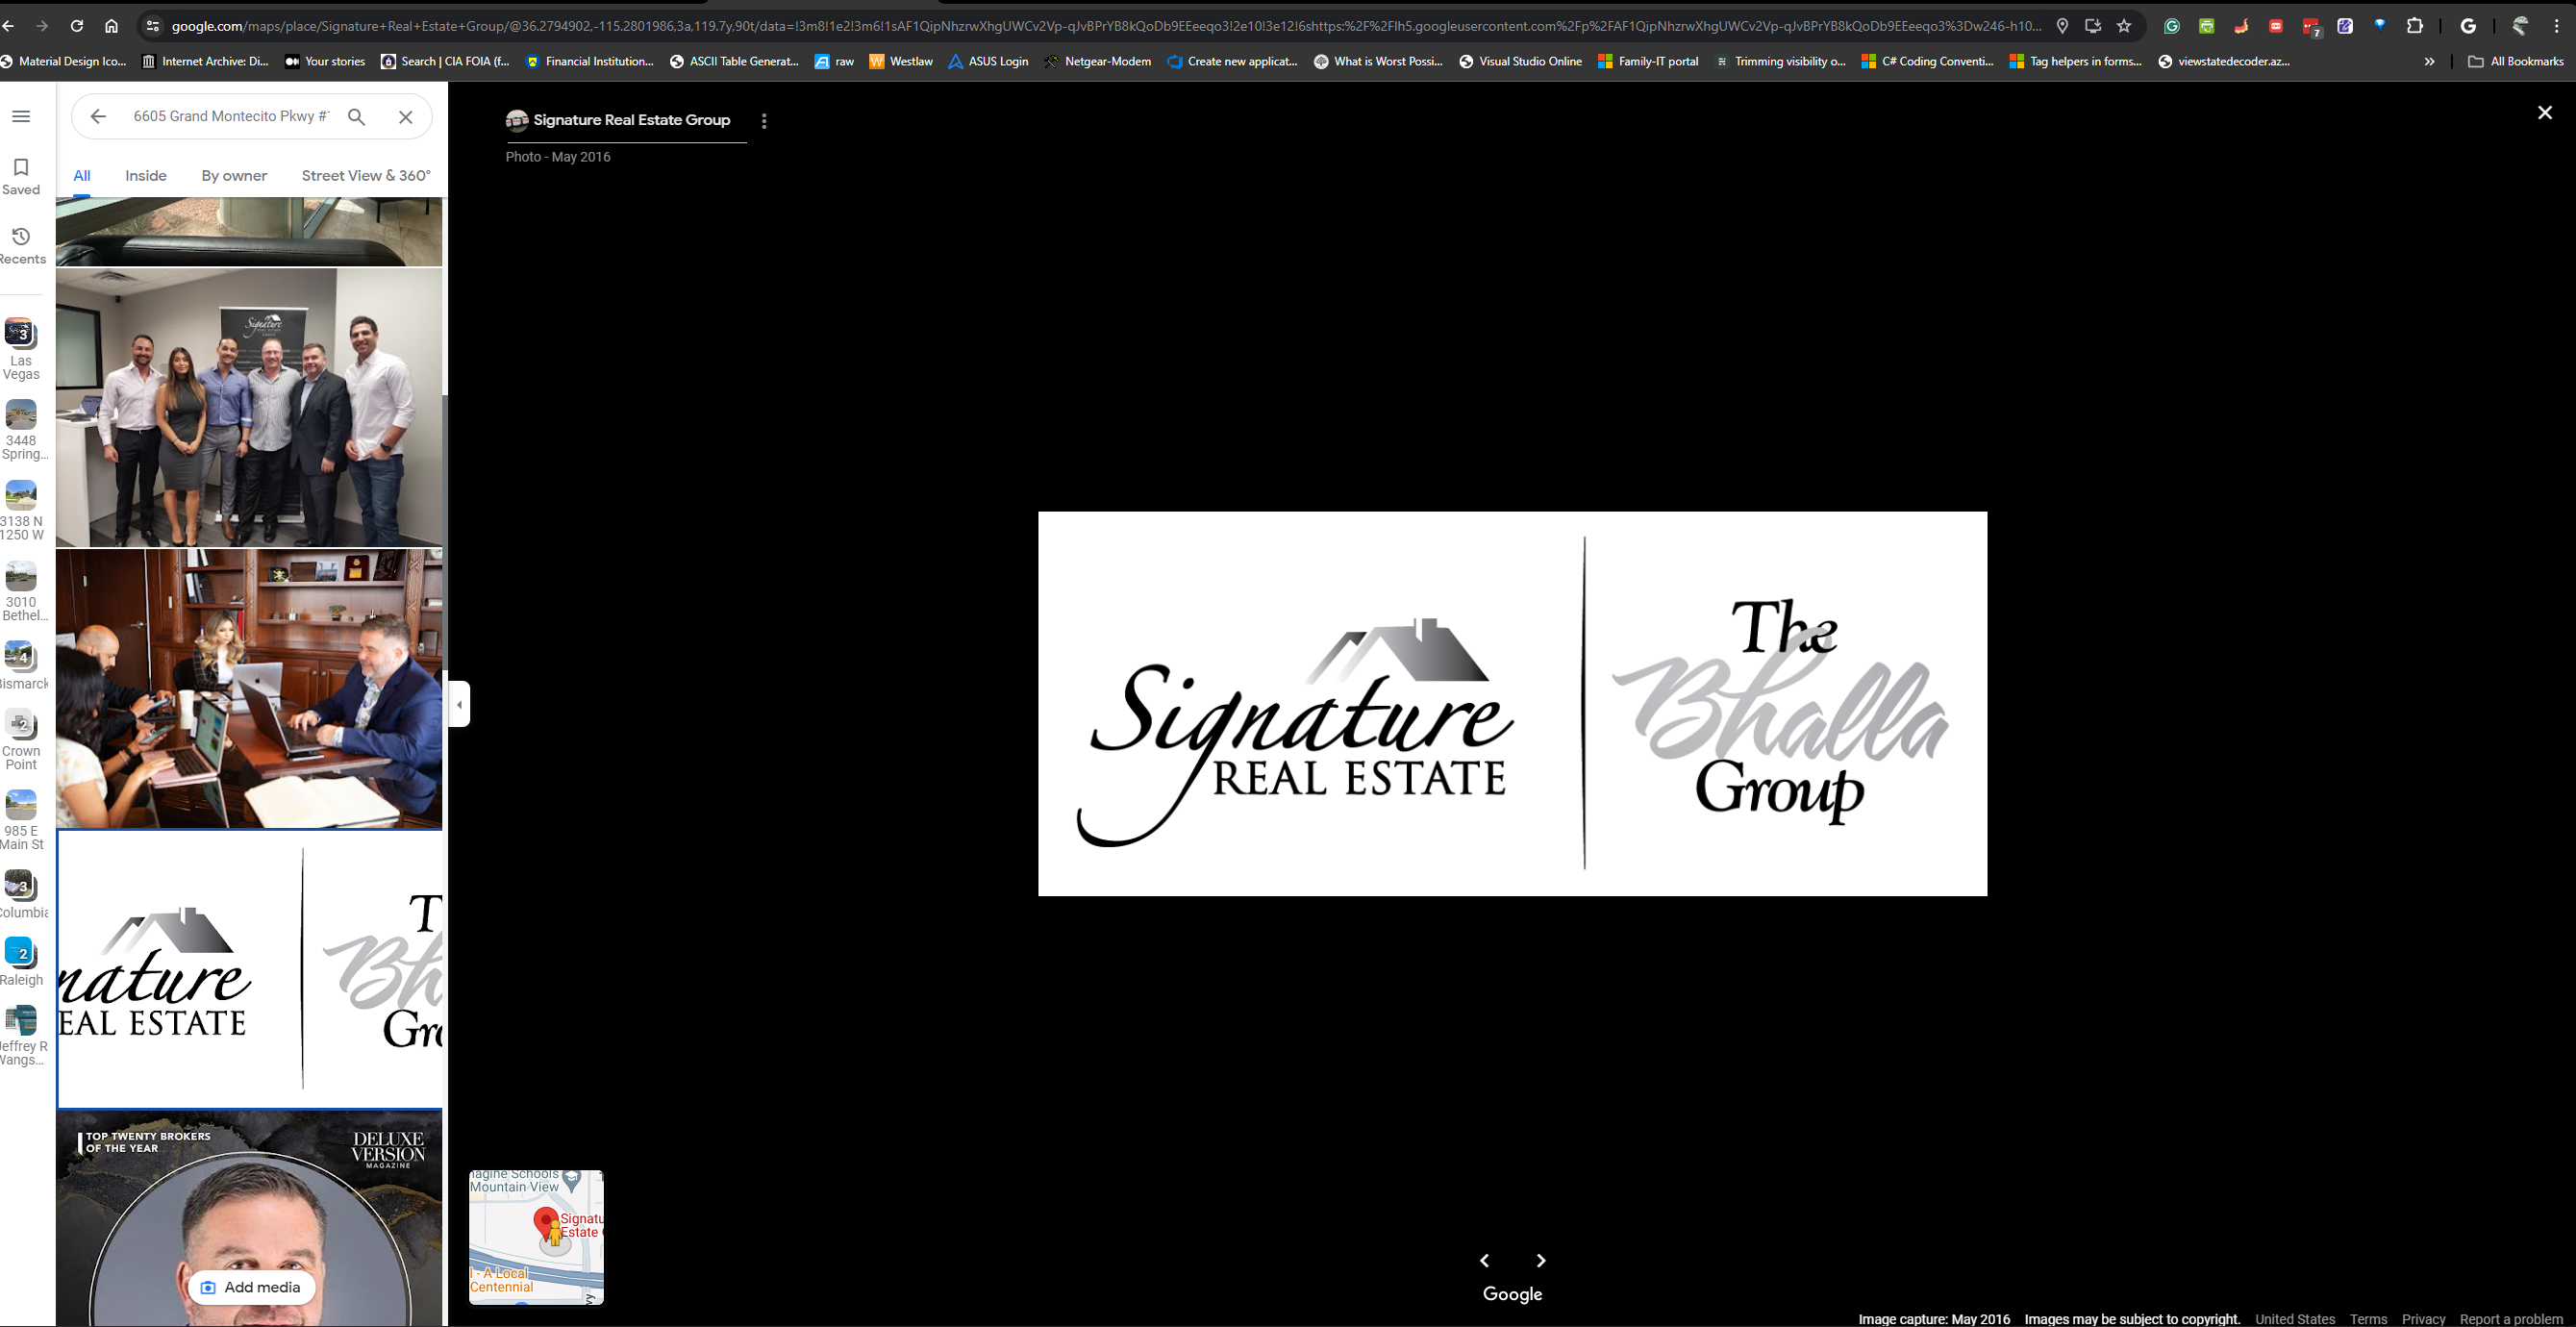 google.com/maps/place/Signature+Real+Estate+Group/@36.2794902,-115.2801986,3a,119.7y,90t/data=!3m8!1e2!3m6!1sAF1QipNhzrwXhgUWCv2Vp-qJvBPrYB8kQoDb9EEeeqo3!2e10!3e12!6shttps:%2F%2Flh5.googleusercontent.com%2Fp%2FAF1QipNhzrwXhgUWCv2Vp-qJvBPrYB8kQoDb9EEeeqo3%3Dw246-h10...
7
Material Design Ico... Internet Archive: Di... Your stories Search | CIA FOIA (f... Financial Institution... ASCII Table Generat... raw Westlaw ASUS Login Netgear-Modem Create new applicat... What is Worst Possi... Visual Studio Online Family-IT portal Trimming visibility o... C# Coding Conventi... Tag helpers in forms... viewstatedecoder.az... » All Bookmarks
6605 Grand Montecito Pkwy #
All Inside By owner Street View & 360°
Saved
Recents
3
Las
Vegas
3448
Spring...
3138 N
1250 W
3010
Bethel...
4
Bismarck
2
Crown
Point
985 E
Main St
3
Columbia
2
Raleigh
Jeffrey R
Wangs...
Signature
nature
EAL ESTATE
T
Bh
Gro
TOP TWENTY BROKERS
OF THE YEAR
DELUXE
VERSION
MAGAZINE
Add media
Signature Real Estate Group
Photo - May 2016
Signature
REAL ESTATE
The
Bhalla
Group
magine Schools
Mountain View
Signatu
Estate
l - A Local
Centennial
Google
Image capture: May 2016 Images may be subject to copyright. United States Terms Privacy Report a problem